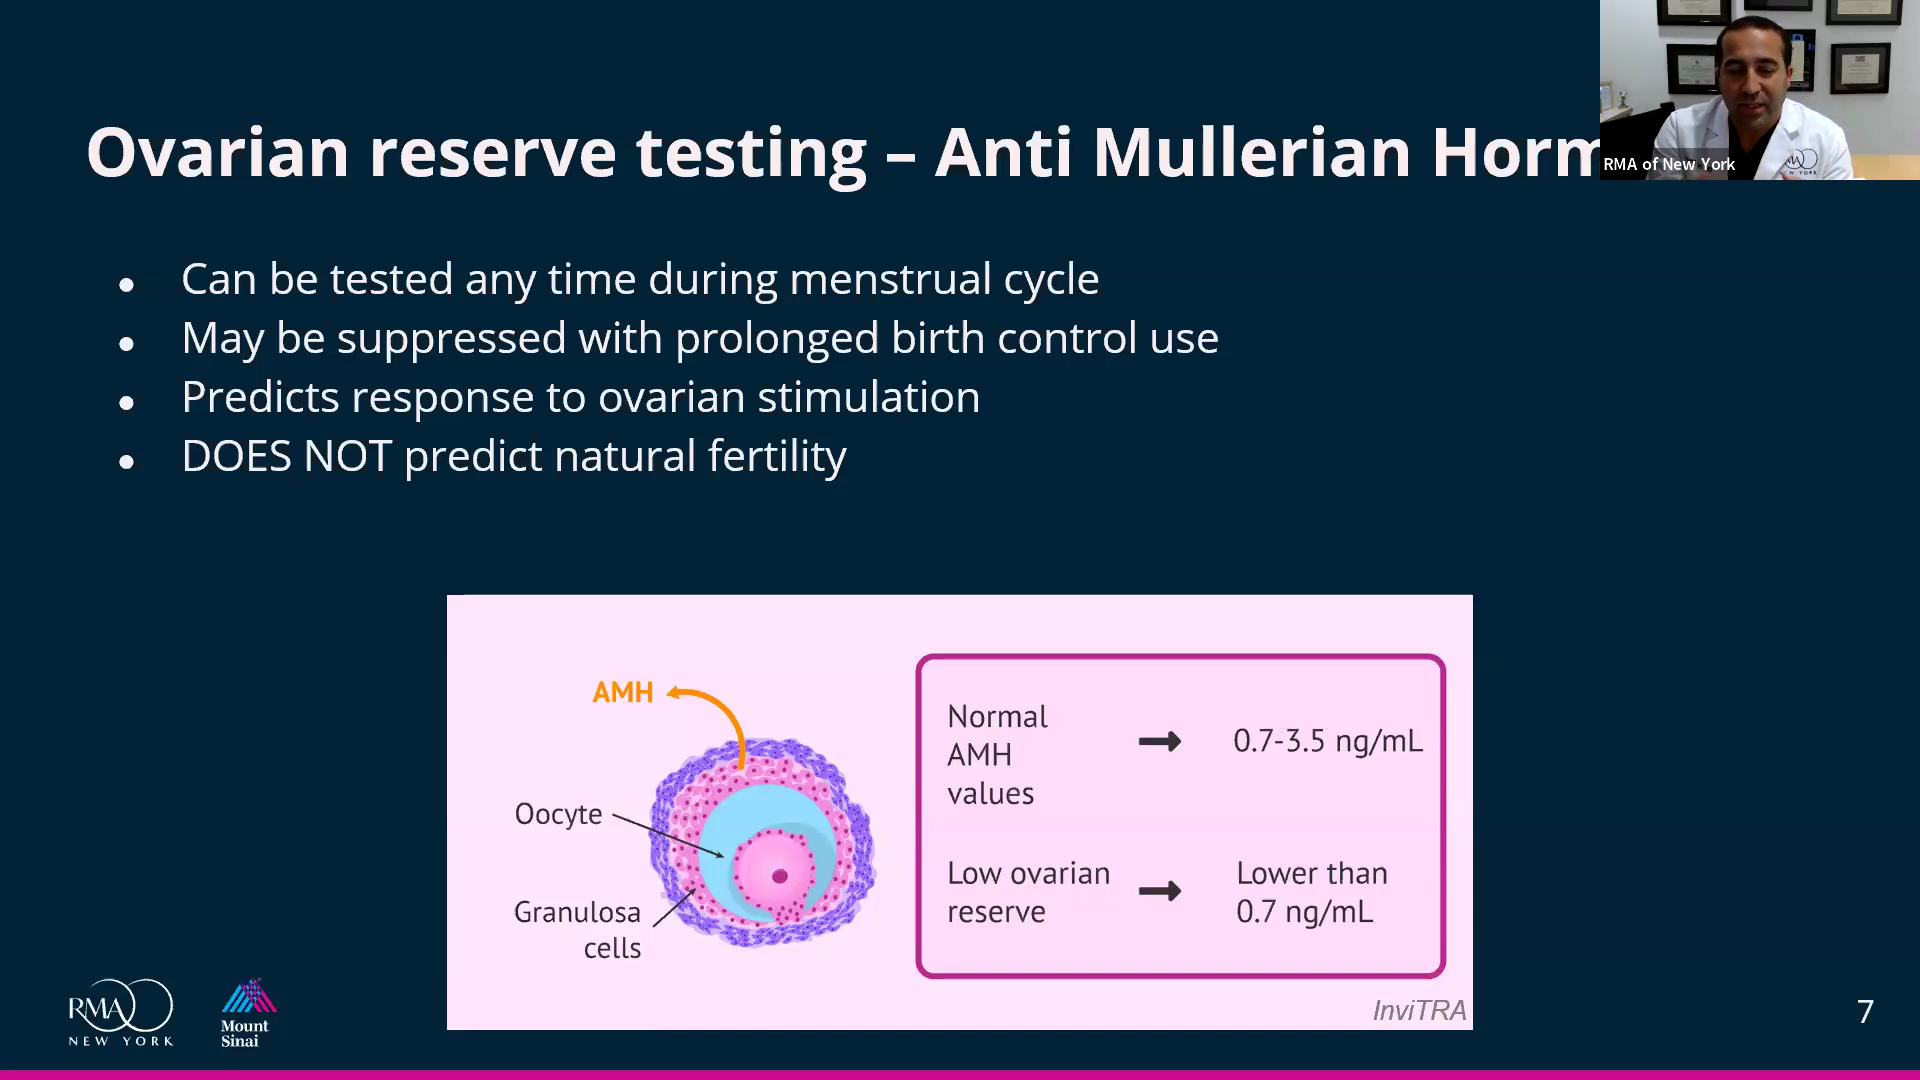 Ovarian reserve testing – Anti Mullerian Horm
RMA of New York
RMA
NEW YORK
• Can be tested any time during menstrual cycle
• May be suppressed with prolonged birth control use
• Predicts response to ovarian stimulation
• DOES NOT predict natural fertility
AMH
Oocyte
Granulosa
cells
Normal
AMH
values
0.7-3.5 ng/mL
Low ovarian
reserve
Lower than
0.7 ng/mL
InviTRA
RMA
NEW YORK
Mount
Sinai
7